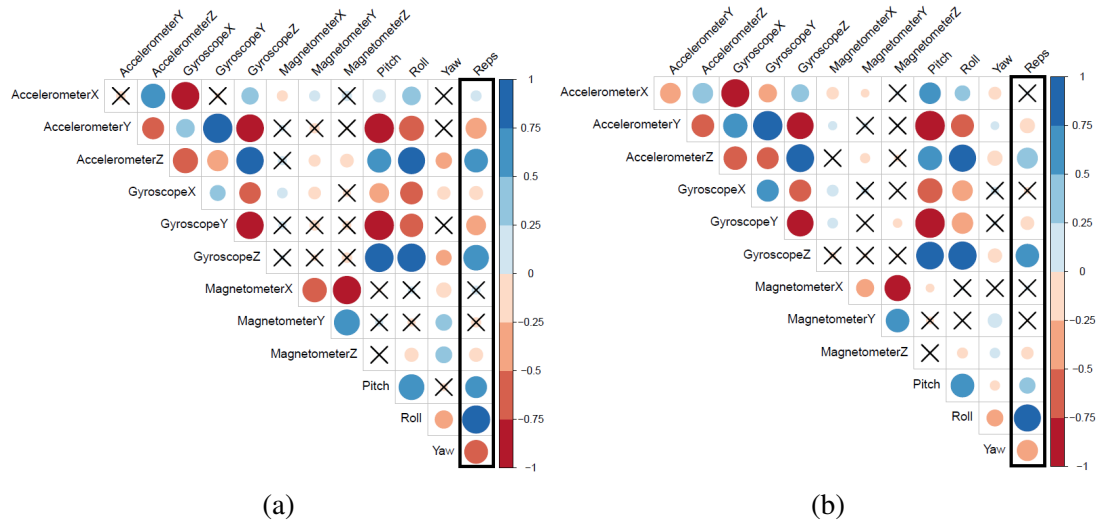 AccelerometerY
AccelerometerZ
GyroscopeX
GyroscopeY
GyroscopeZ
MagnetometerX
MagnetometerY
MagnetometerZ
Pitch
Roll
Yaw
Reps
AccelerometerX
AccelerometerY
AccelerometerZ
GyroscopeX
GyroscopeY
GyroscopeZ
MagnetometerX
MagnetometerY
MagnetometerZ
Pitch
Roll
Yaw
1
0.75
0.5
0.25
0
−0.25
−0.5
−0.75
−1
(a)
AccelerometerY
AccelerometerZ
GyroscopeX
GyroscopeY
GyroscopeZ
MagnetometerX
MagnetometerY
MagnetometerZ
Pitch
Roll
Yaw
Reps
AccelerometerX
AccelerometerY
AccelerometerZ
GyroscopeX
GyroscopeY
GyroscopeZ
MagnetometerX
MagnetometerY
MagnetometerZ
Pitch
Roll
Yaw
1
0.75
0.5
0.25
0
−0.25
−0.5
−0.75
−1
(b)